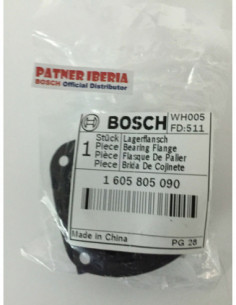 PATNER IBERIA
BOSCH Official Distributor
BOSCH
WH005
FD:511
1
Stück Lagerflansch
Piece Bearing Flange
Pièce Flasque De Palier
Pieza Brida De Cojinete
1 605 805 090
Made in China
PG 28